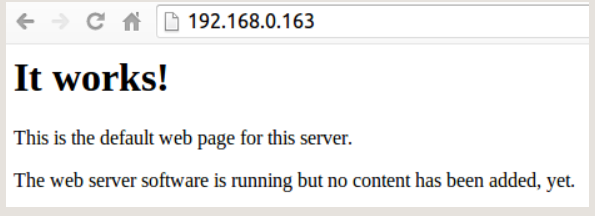 192.168.0.163
It works!
This is the default web page for this server.
The web server software is running but no content has been added, yet.